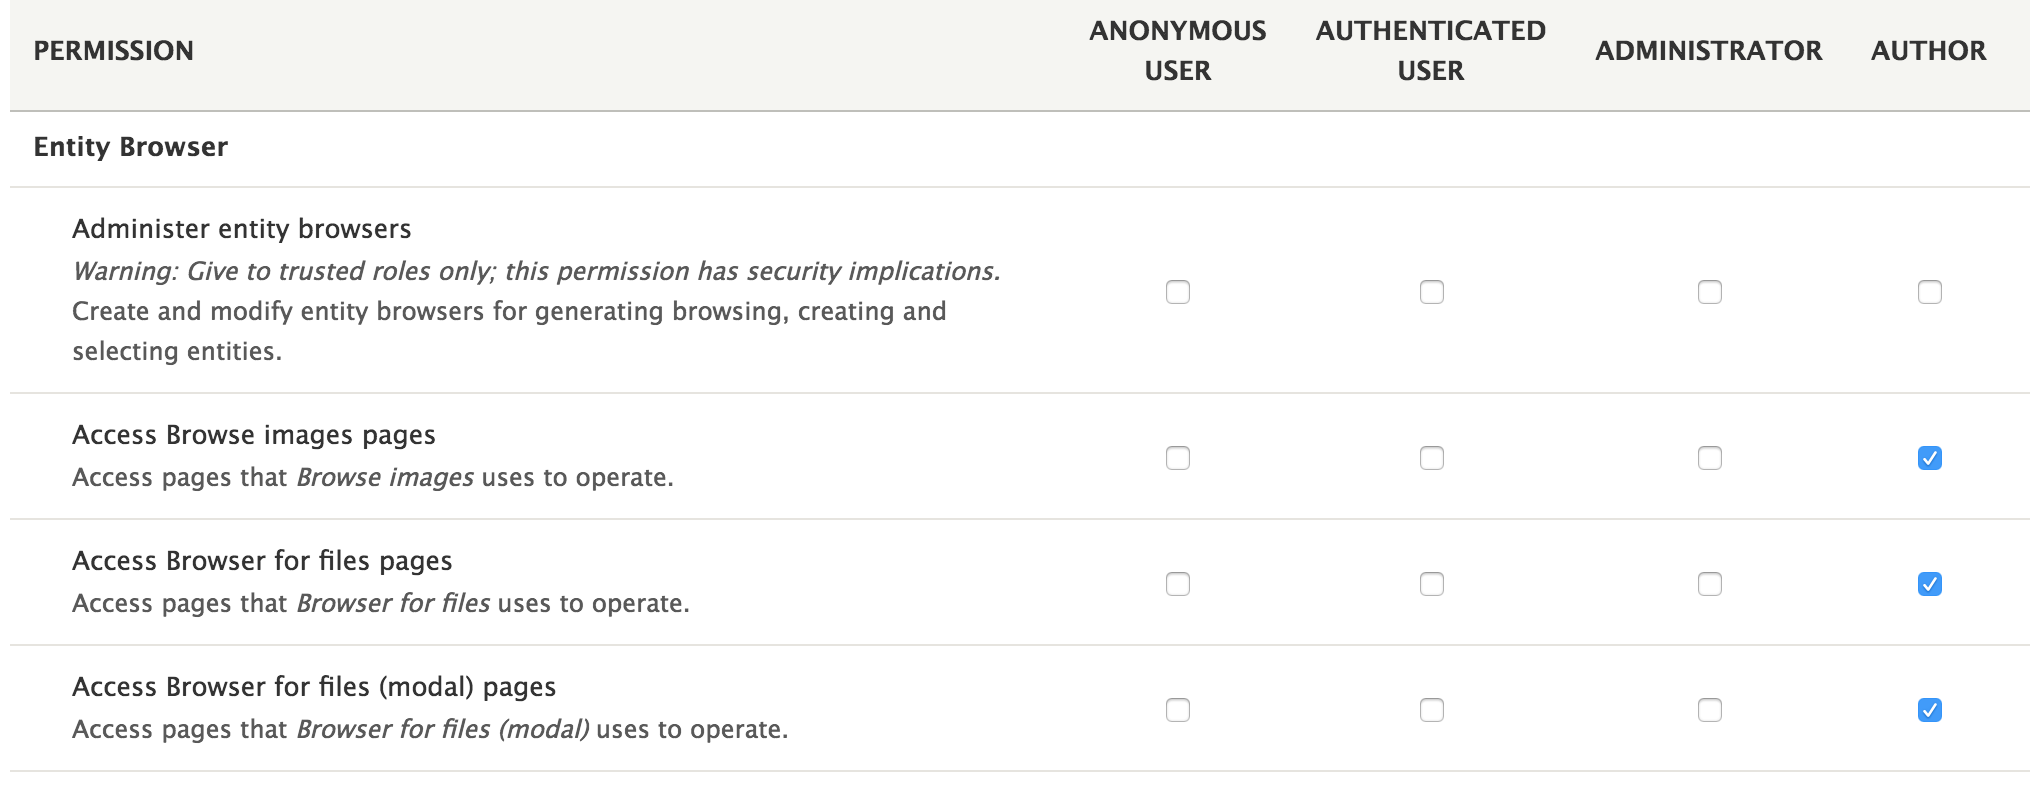 PERMISSION
ANONYMOUS
USER
AUTHENTICATED
USER
ADMINISTRATOR
AUTHOR
Entity Browser
Administer entity browsers
Warning: Give to trusted roles only; this permission has security implications.
Create and modify entity browsers for generating browsing, creating and
selecting entities.
Access Browse images pages
Access pages that Browse images uses to operate.
Access Browser for files pages
Access pages that Browser for files uses to operate.
Access Browser for files (modal) pages
Access pages that Browser for files (modal) uses to operate.